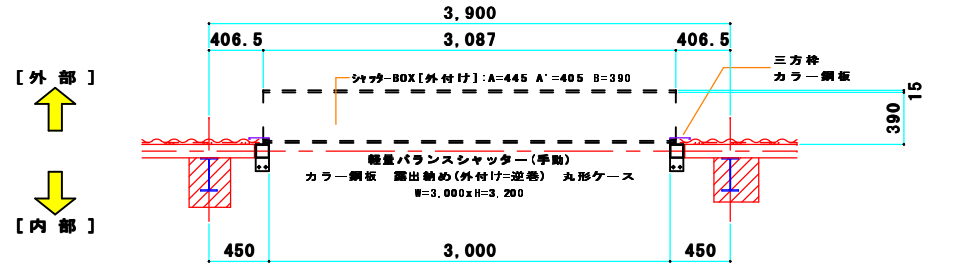 3,900
406.5
3,087
406.5
[外 部]
シャッターBOX[外付け]:A=445 A'=405 B=390
三方枠
カラー鋼板
15
390
軽量バランスシャッター(手動)
カラー鋼板 露出納め(外付け=逆巻) 丸形ケース
W=3,000xH=3,200
[内 部]
450
3,000
450